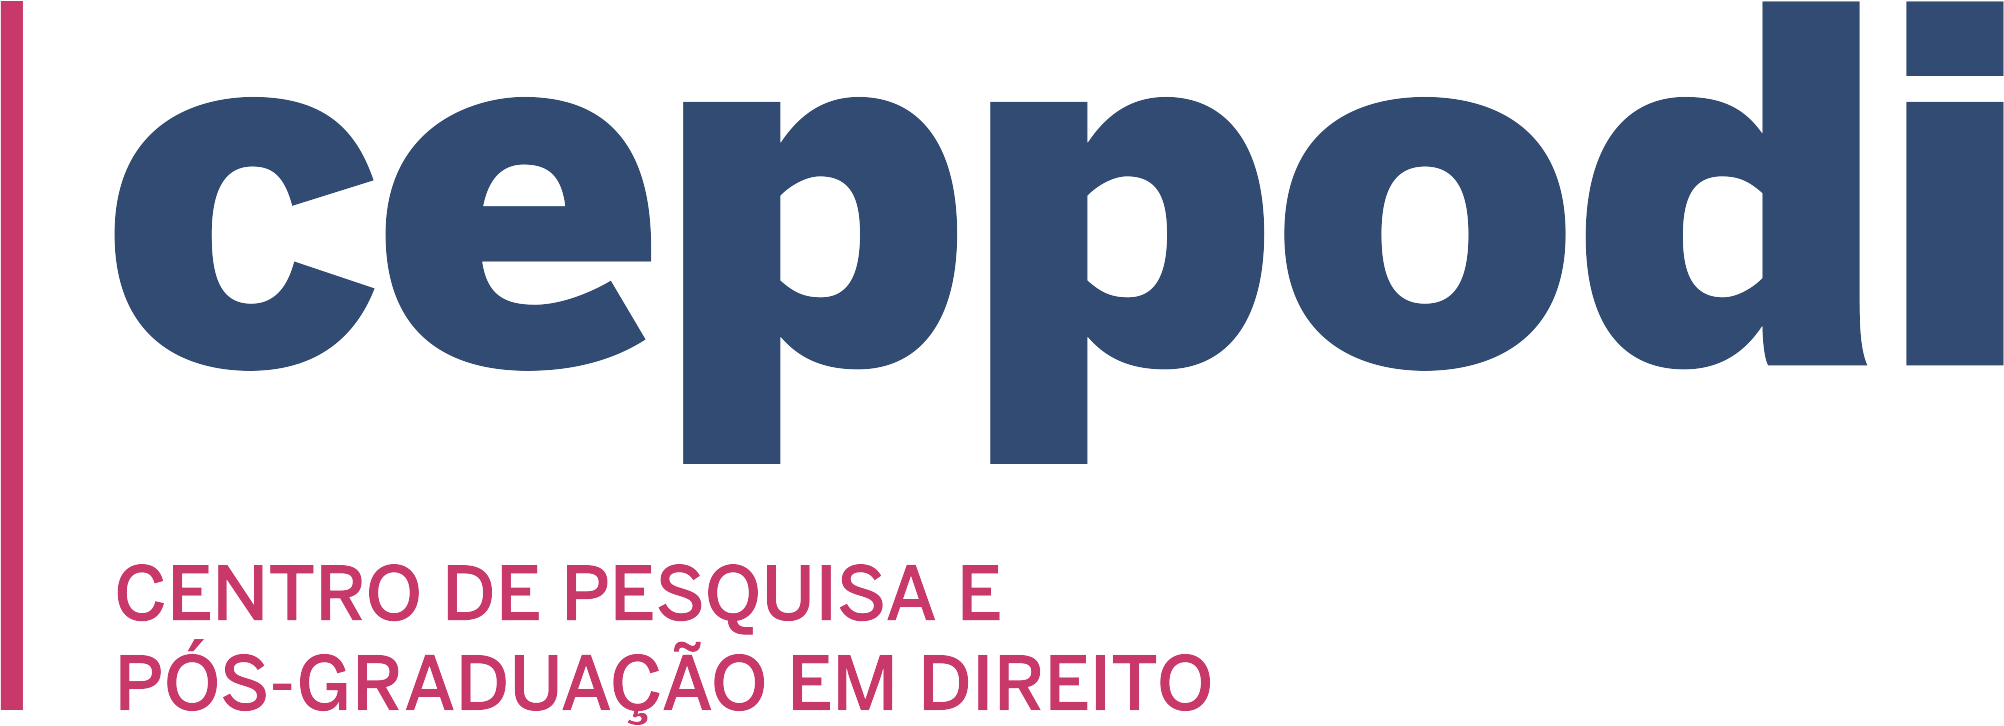 ceppodi
CENTRO DE PESQUISA E
PÓS-GRADUAÇÃO EM DIREITO